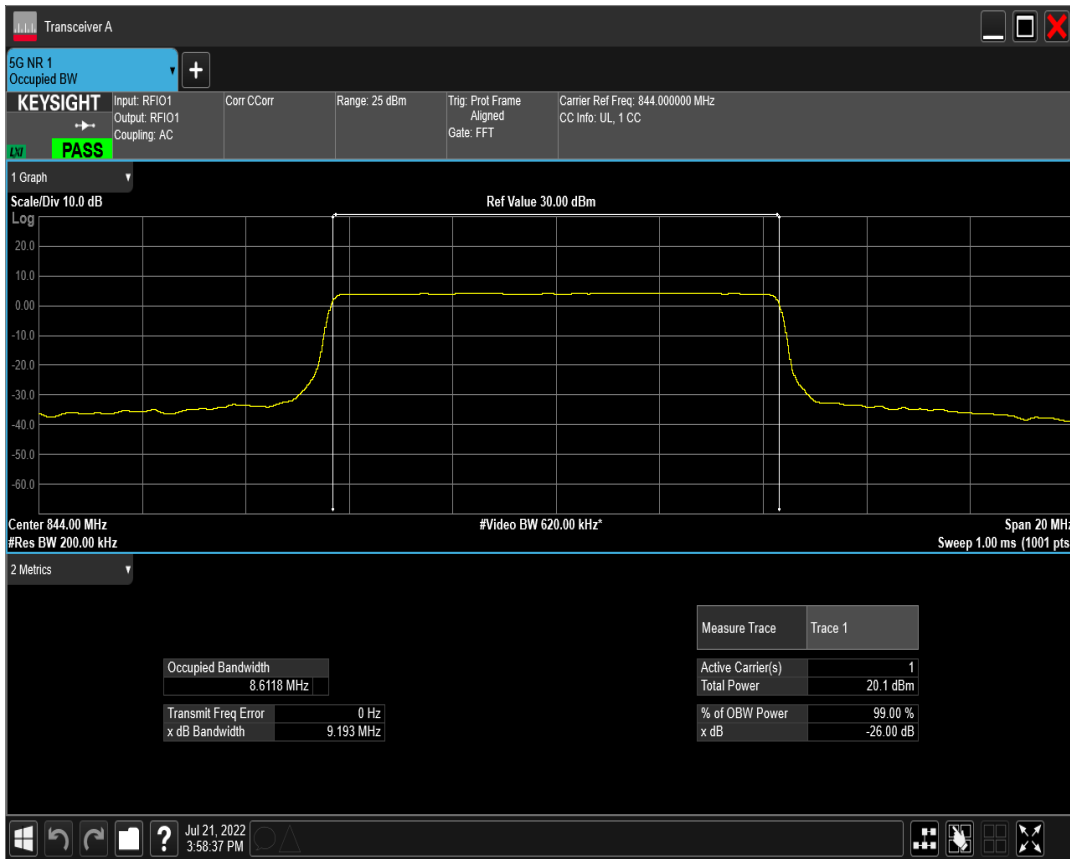 Transceiver A
5G NR 1
Occupied BW
+
KEYSIGHT
LXI
PASS
Input: RFIO1
Output: RFIO1
Coupling: AC
Corr CCorr
Range: 25 dBm
Trig: Prot Frame
Aligned
Gate: FFT
Carrier Ref Freq: 844.000000 MHz
CC Info: UL, 1 CC
1 Graph
Scale/Div 10.0 dB
Ref Value 30.00 dBm
Log
20.0
10.0
0.00
-10.0
-20.0
-30.0
-40.0
-50.0
-60.0
Center 844.00 MHz
#Video BW 620.00 kHz*
Span 20 MHz
#Res BW 200.00 kHz
Sweep 1.00 ms (1001 pts
2 Metrics
Measure Trace Trace 1
Occupied Bandwidth
8.6118 MHz
Active Carrier(s) 1
Total Power 20.1 dBm
Transmit Freq Error 0 Hz
x dB Bandwidth 9.193 MHz
% of OBW Power 99.00 %
x dB -26.00 dB
?
Jul 21, 2022
3:58:37 PM